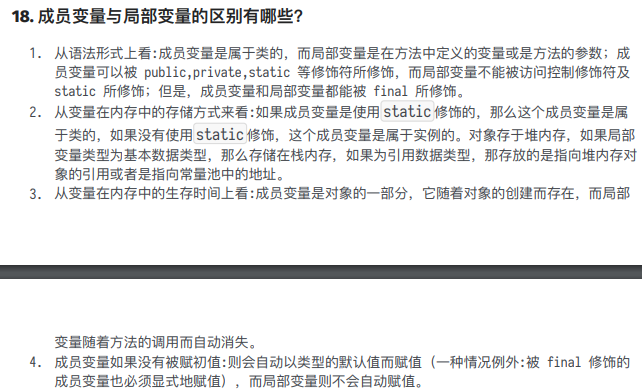 18. 成员变量与局部变量的区别有哪些?
1. 从语法形式上看:成员变量是属于类的，而局部变量是在方法中定义的变量或是方法的参数；成
员变量可以被 public,private,static 等修饰符所修饰，而局部变量不能被访问控制修饰符及
static 所修饰；但是，成员变量和局部变量都能被 final 所修饰。
2. 从变量在内存中的存储方式来看:如果成员变量是使用static修饰的，那么这个成员变量是属
于类的，如果没有使用static修饰，这个成员变量是属于实例的。对象存于堆内存，如果局部
变量类型为基本数据类型，那么存储在栈内存，如果为引用数据类型，那存放的是指向堆内存对
象的引用或者是指向常量池中的地址。
3. 从变量在内存中的生存时间上看:成员变量是对象的一部分，它随着对象的创建而存在，而局部
变量随着方法的调用而自动消失。
4. 成员变量如果没有被赋初值:则会自动以类型的默认值而赋值（一种情况例外:被 final 修饰的
成员变量也必须显式地赋值），而局部变量则不会自动赋值。